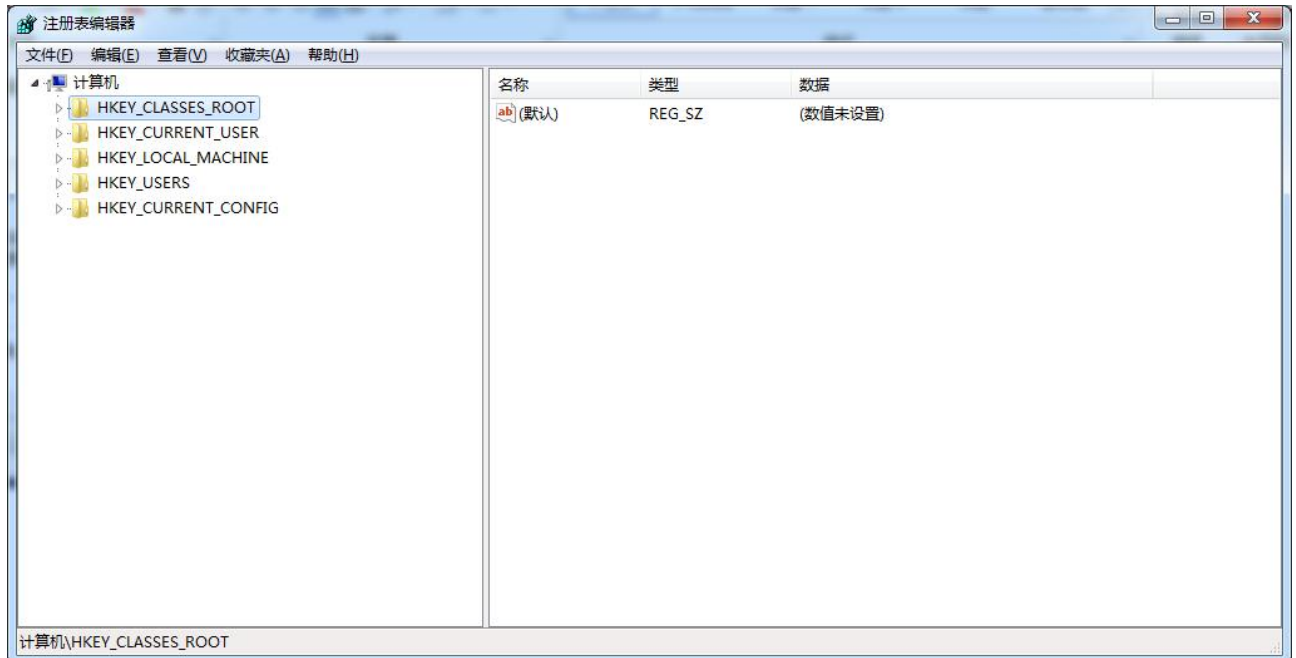 注册表编辑器
文件(F) 编辑(E) 查看(V) 收藏夹(A) 帮助(H)
计算机
HKEY_CLASSES_ROOT
HKEY_CURRENT_USER
HKEY_LOCAL_MACHINE
HKEY_USERS
HKEY_CURRENT_CONFIG
名称 类型 数据
ab (默认) REG_SZ (数值未设置)
计算机\HKEY_CLASSES_ROOT